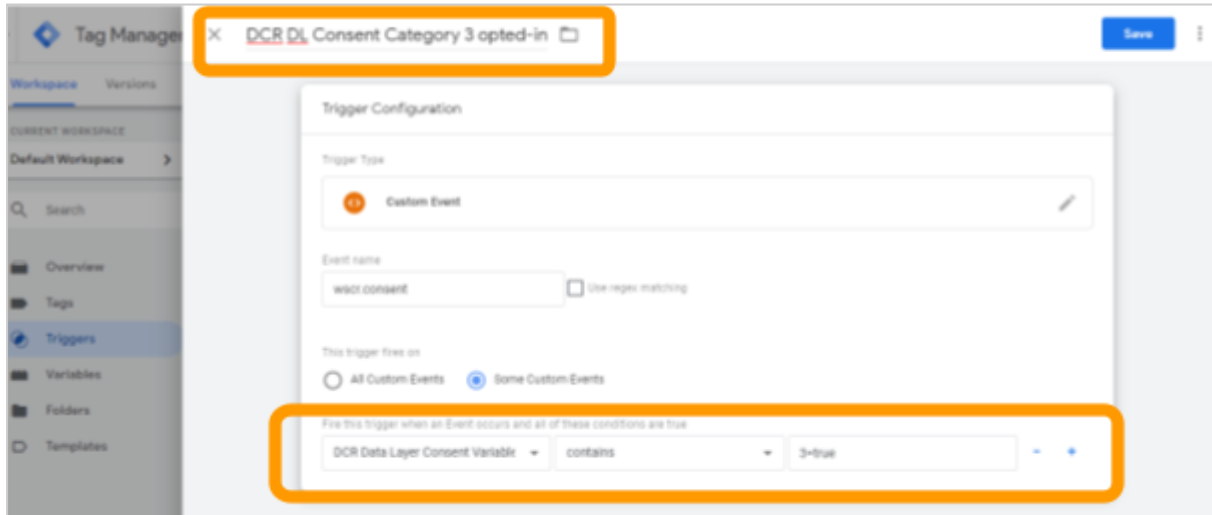 Tag Manage
DCR DL Consent Category 3 opted-in
Save
Workspace Versions
CURRENT WORKSPACE
Default Workspace
Search
Overview
Tags
Triggers
Variables
Folders
Templates
Trigger Configuration
Trigger Type
Custom Event
Event name
wscr.consent
Use regex matching
This trigger fires on
All Custom Events
Some Custom Events
Fire this trigger when an Event occurs and all of these conditions are true
DCR Data Layer Consent Variable
contains
3=true